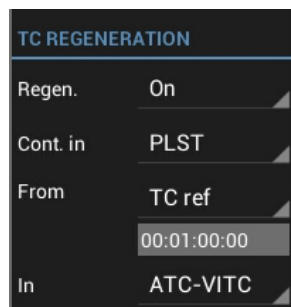 TC REGENERATION
Regen. On
Cont. in PLST
From TC ref
00:01:00:00
In ATC-VITC